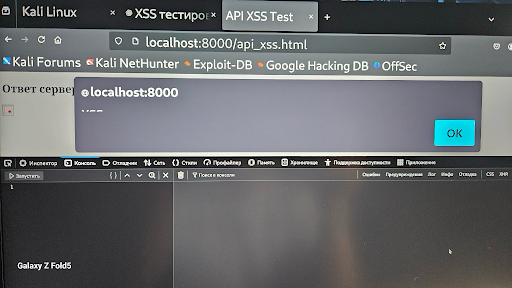 Kali Linux
XSS тестиров
API XSS Test
localhost:8000/api_xss.html
Kali Forums Kali NetHunter Exploit-DB Google Hacking DB OffSec
Ответ сервер
localhost:8000
OK
Инспектор Консоль Отладчик Сеть Стили Профайлер Память Хранилище Поддержка доступности Приложение
Запустить
Поиск в консоли
Ошибки Предупреждения Лог Инфо Отладка CSS XHR
1
Galaxy Z Fold5